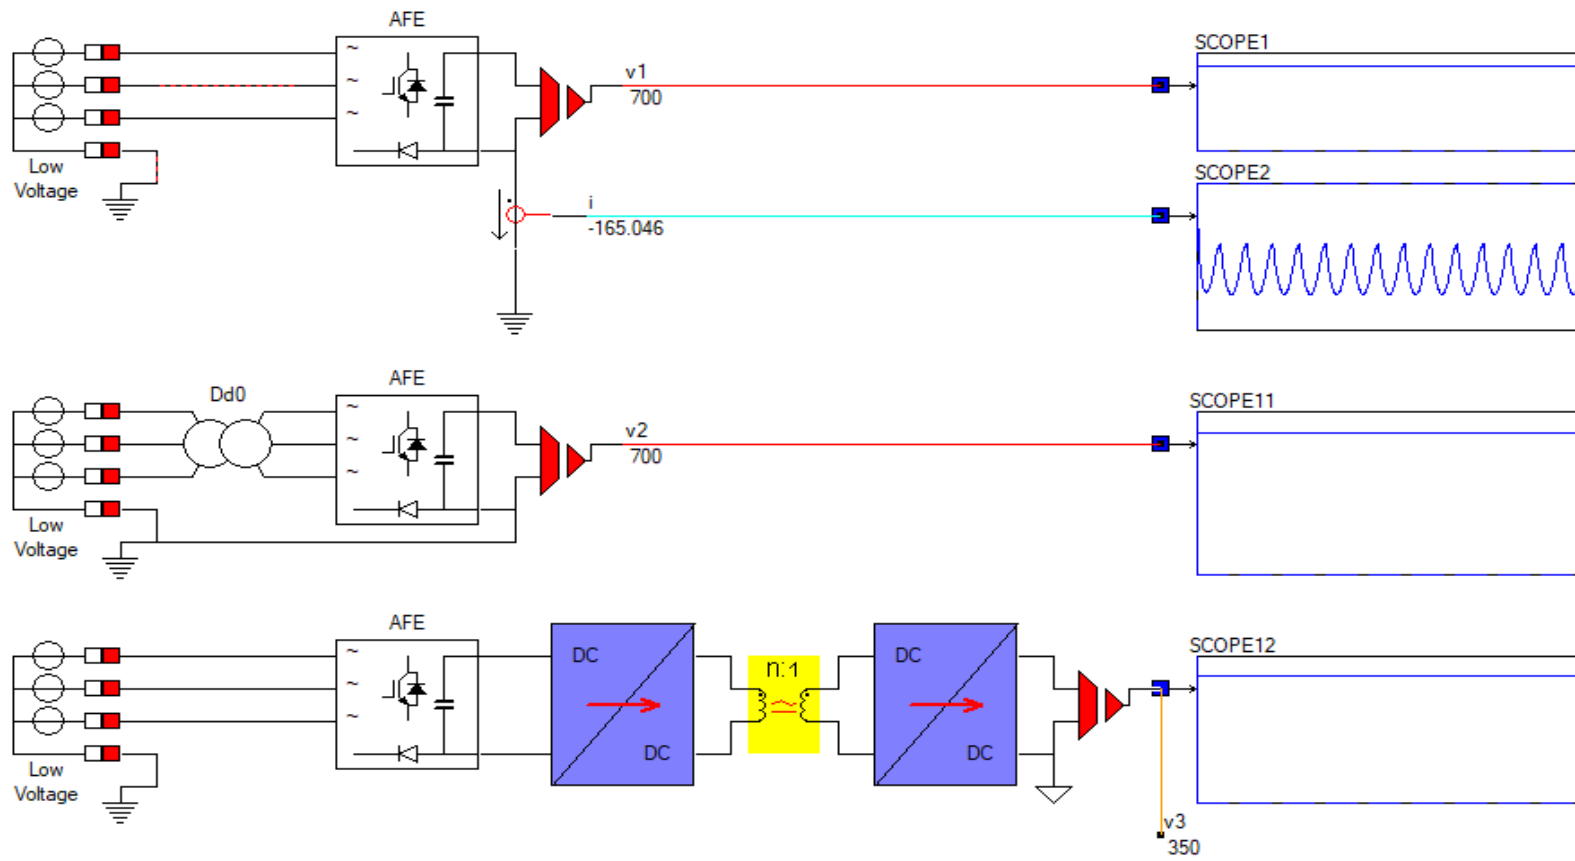 AFE
SCOPE1
~
~
~
v1
700
Low
Voltage
SCOPE2
i
-165.046
AFE
Dd0
SCOPE11
~
~
~
v2
700
Low
Voltage
AFE
SCOPE12
~
~
~
DC
DC
n:1
DC
DC
Low
Voltage
v3
350